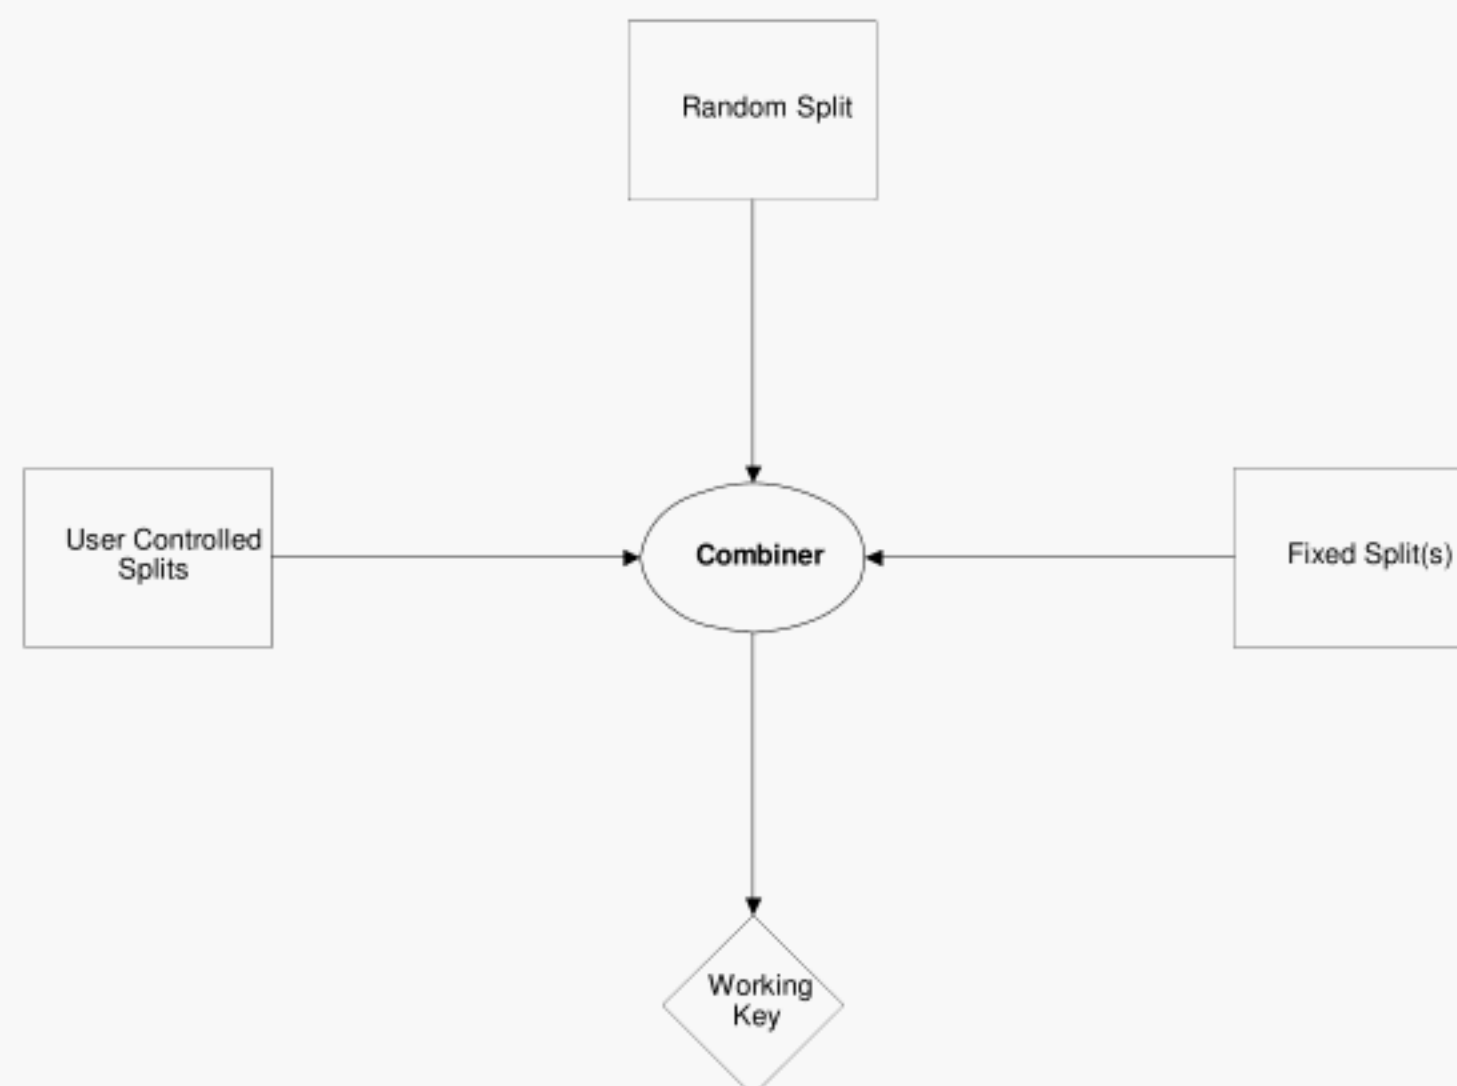 Random Split
User Controlled
Splits
Combiner
Fixed Split(s)
Working
Key